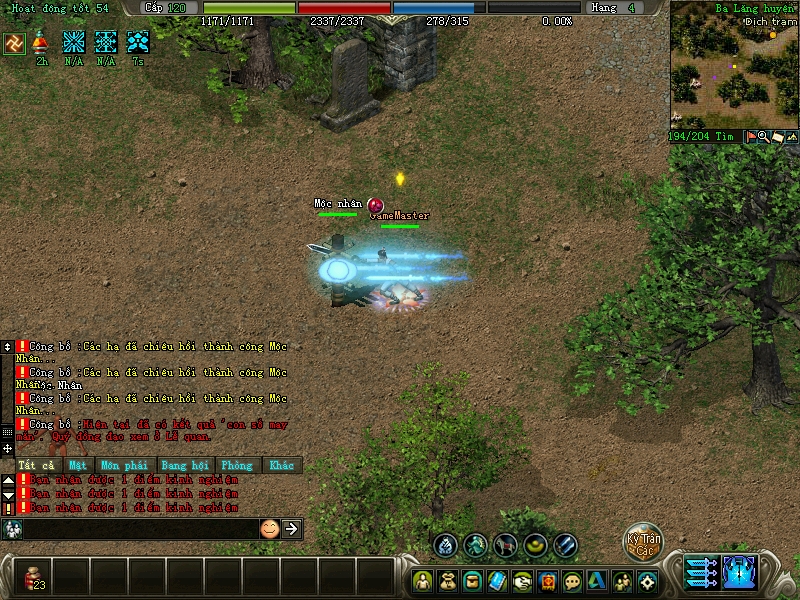 Hoạt động tốt 54
Cấp 120
Hạng 4
1171/1171
2337/2337
278/315
0.00%
Ba Lăng huyện
Dịch trạm
2h
N/A
N/A
7s
194/204 Tìm
Mộc nhân
GameMaster
Công bố :Các hạ đã chiêu hồi thành công Mộc
Nhân...
Công bố :Các hạ đã chiêu hồi thành công Mộc
Mộc Nhân
Công bố :Các hạ đã chiêu hồi thành công Mộc
Nhân...
Công bố :Hiện tại đã có kết quả 'con số may
mắn'. Quý đồng đạo xem ở Lễ quan.
Tất cả
Mật
Môn phái
Bang hội
Phòng
Khác
Bạn nhận được 1 điểm kinh nghiệm
Bạn nhận được 1 điểm kinh nghiệm
Bạn nhận được 1 điểm kinh nghiệm
Kỳ Trân
Các
23